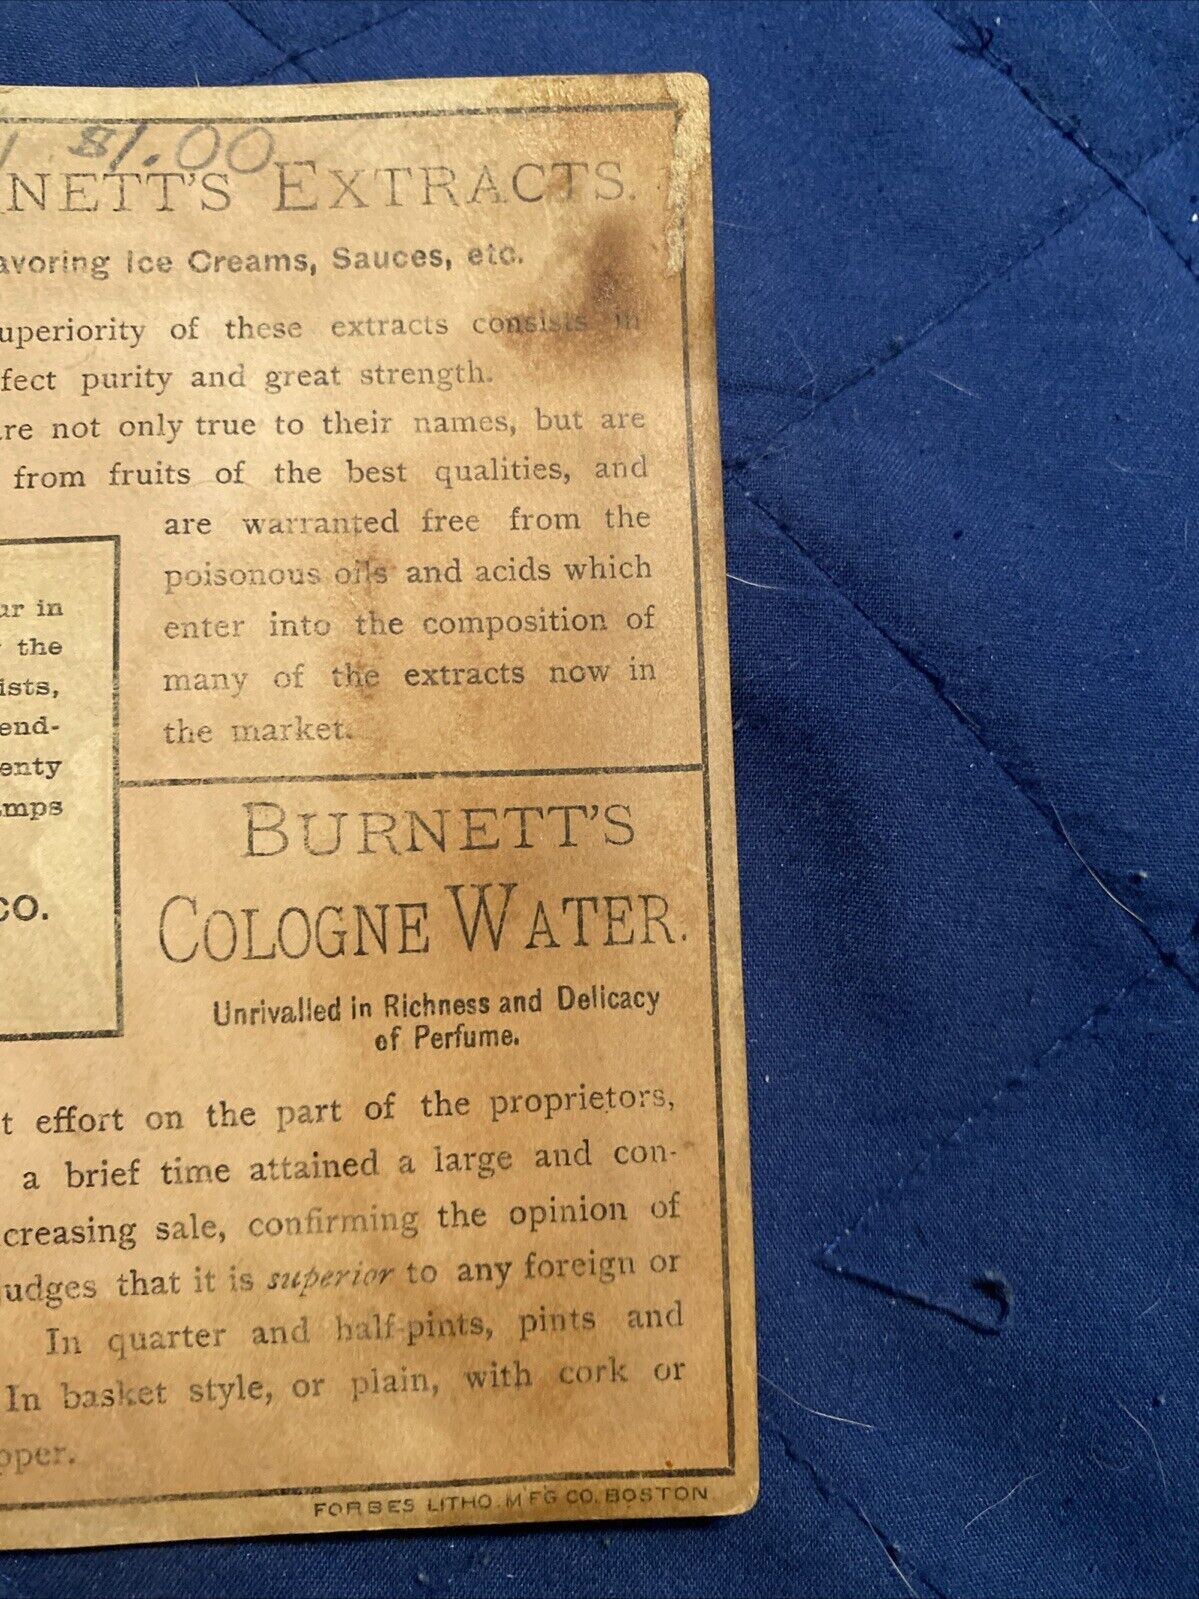 $1.00
NETT'S EXTRACTS.
avoring Ice Creams, Sauces, etc.
uperiority of these extracts consists in
fect purity and great strength.
are not only true to their names, but are
from fruits of the best qualities, and
are warranted free from the
poisonous oils and acids which
enter into the composition of
many of the extracts now in
the market.
ur in
the
ists,
end-
enty
amps
CO.
BURNETT'S
COLOGNE WATER.
Unrivalled in Richness and Delicacy
of Perfume.
t effort on the part of the proprietors,
a brief time attained a large and con-
creasing sale, confirming the opinion of
udges that it is superior to any foreign or
In quarter and half-pints, pints and
In basket style, or plain, with cork or
pper.
FORBES LITHO. M'F'G CO. BOSTON